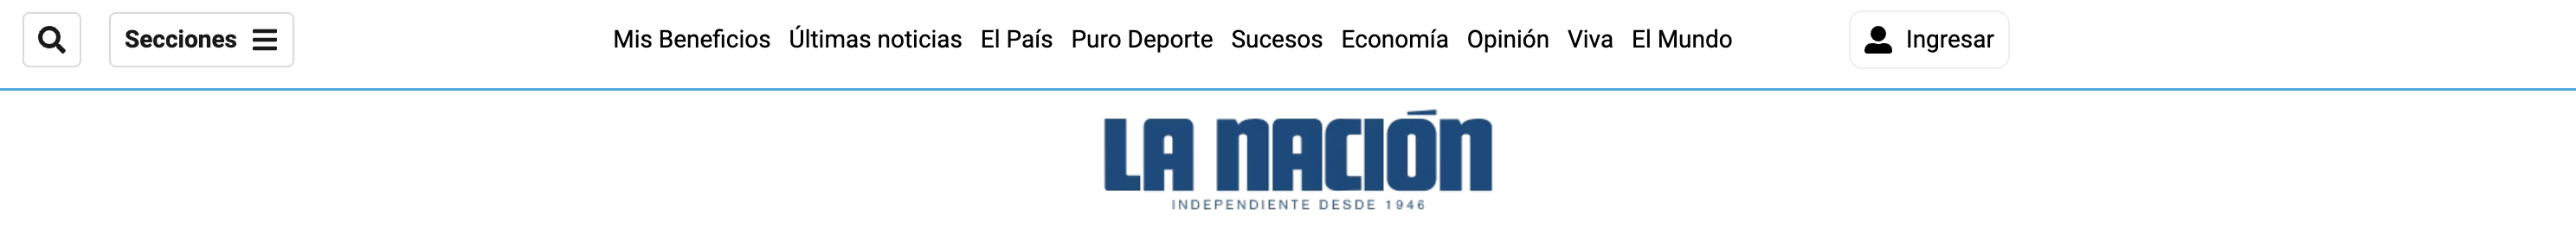 Secciones Mis Beneficios Últimas noticias El País Puro Deporte Sucesos Economía Opinión Viva El Mundo Ingresar
LA NACIÓN
INDEPENDIENTE DESDE 1946